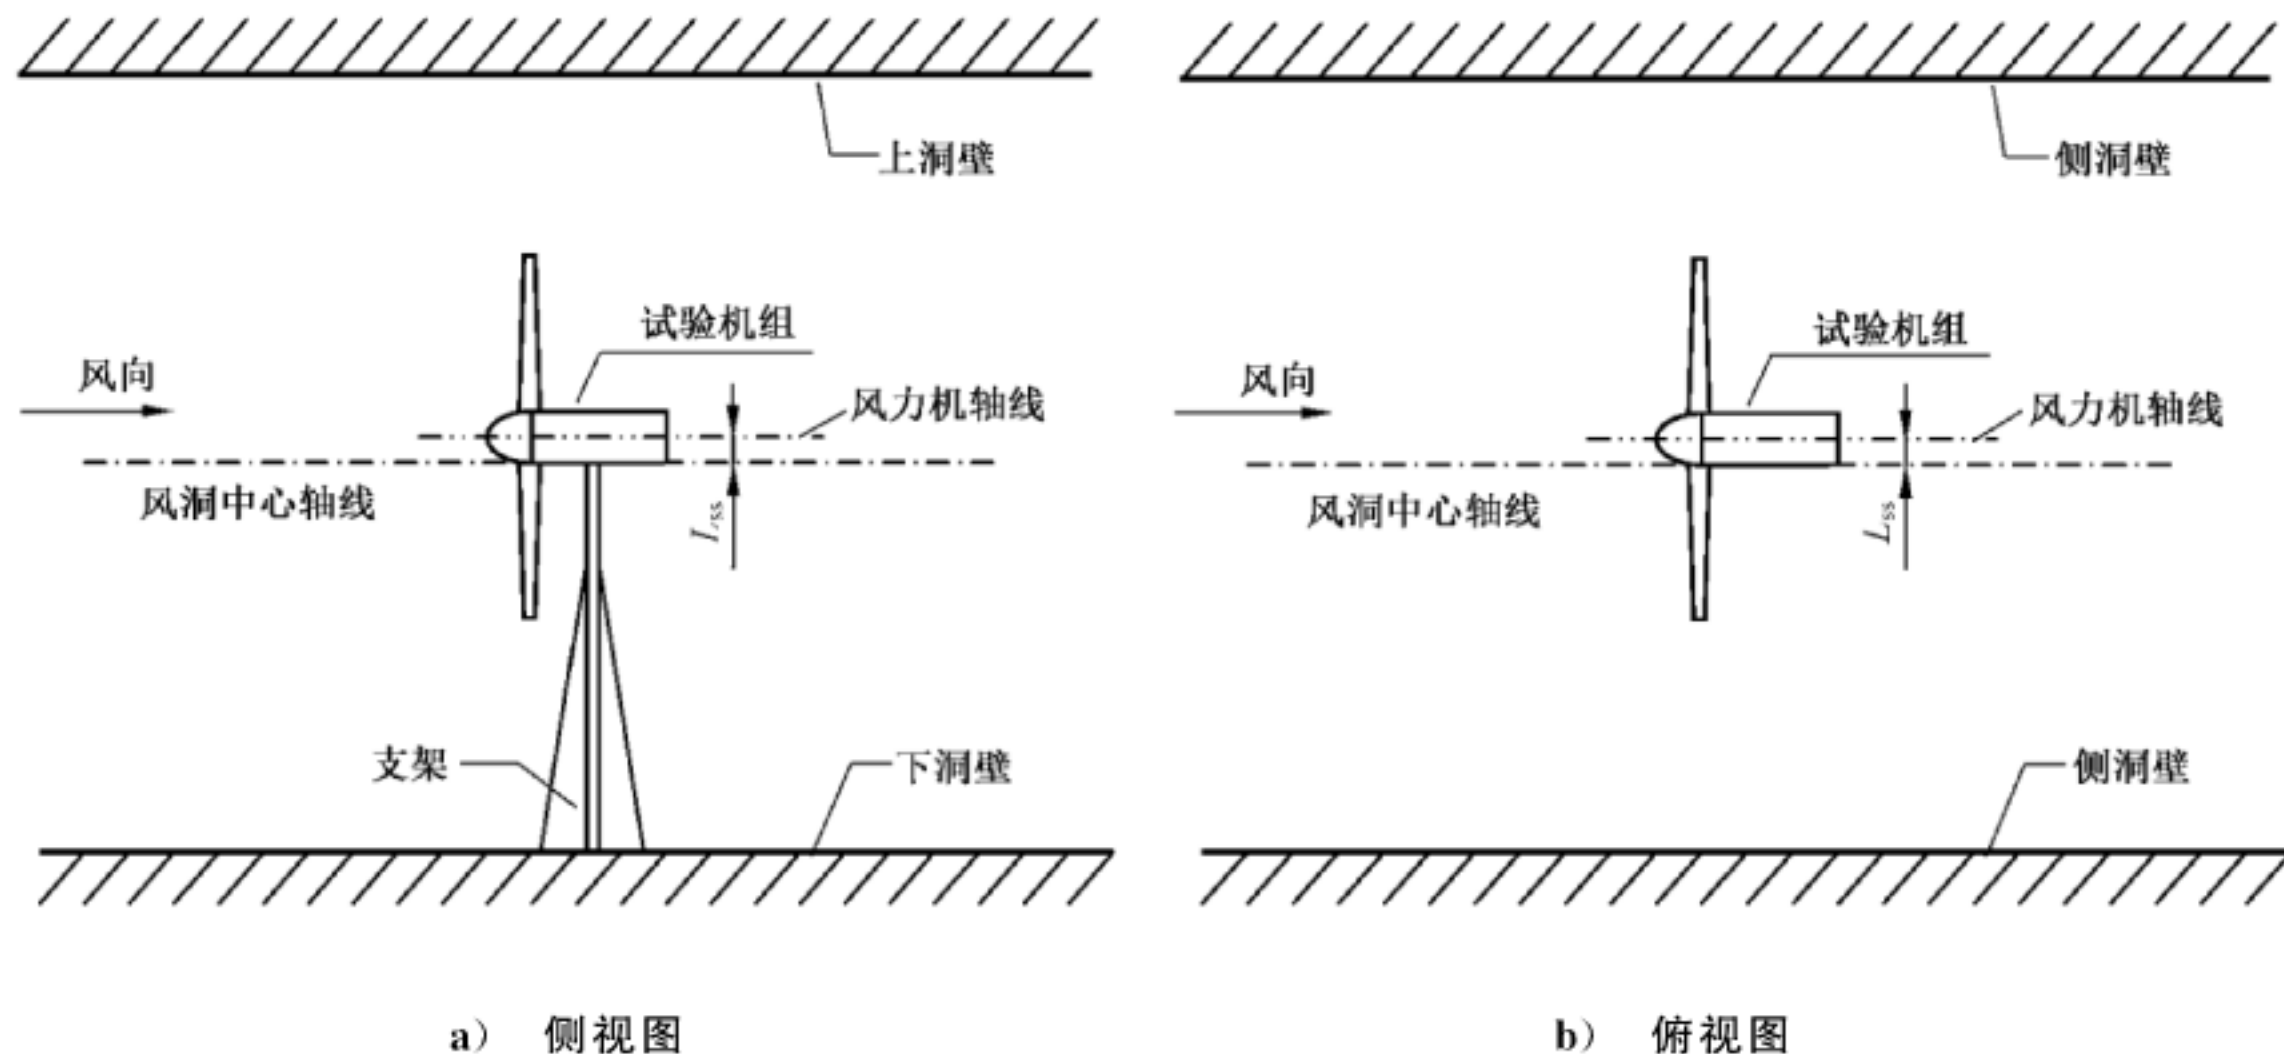 上洞壁
试验机组
风向
风力机轴线
风洞中心轴线
Lss
支架
下洞壁
a) 侧视图
侧洞壁
试验机组
风向
风力机轴线
风洞中心轴线
Lss
侧洞壁
b) 俯视图